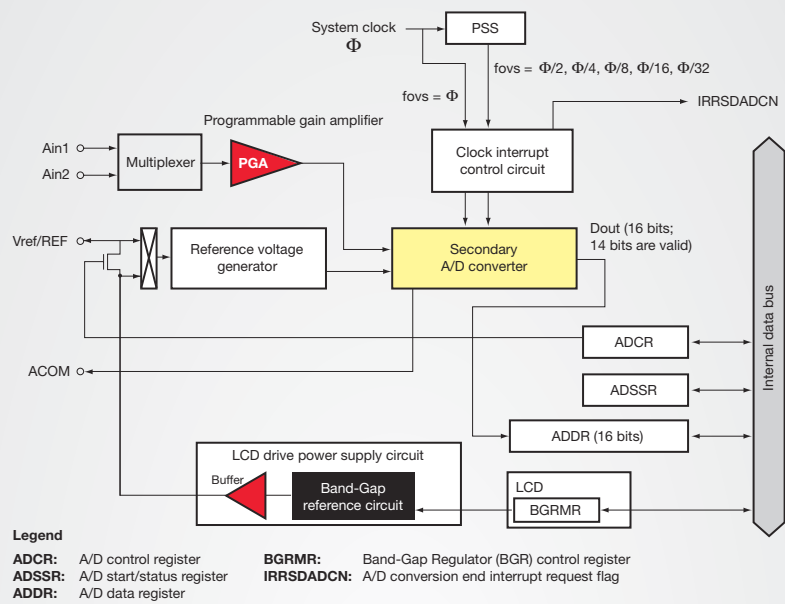 System clock
Φ
PSS
fovs = Φ/2, Φ/4, Φ/8, Φ/16, Φ/32
fovs = Φ
IRRSDADCN
Programmable gain amplifier
Ain1
Ain2
Multiplexer
PGA
Clock interrupt
control circuit
Vref/REF
Reference voltage
generator
Secondary
A/D converter
Dout (16 bits;
14 bits are valid)
Internal data bus
ADCR
ACOM
ADSSR
ADDR (16 bits)
LCD drive power supply circuit
Buffer
Band-Gap
reference circuit
LCD
BGRMR
Legend
ADCR: A/D control register
ADSSR: A/D start/status register
ADDR: A/D data register
BGRMR: Band-Gap Regulator (BGR) control register
IRRSDADCN: A/D conversion end interrupt request flag